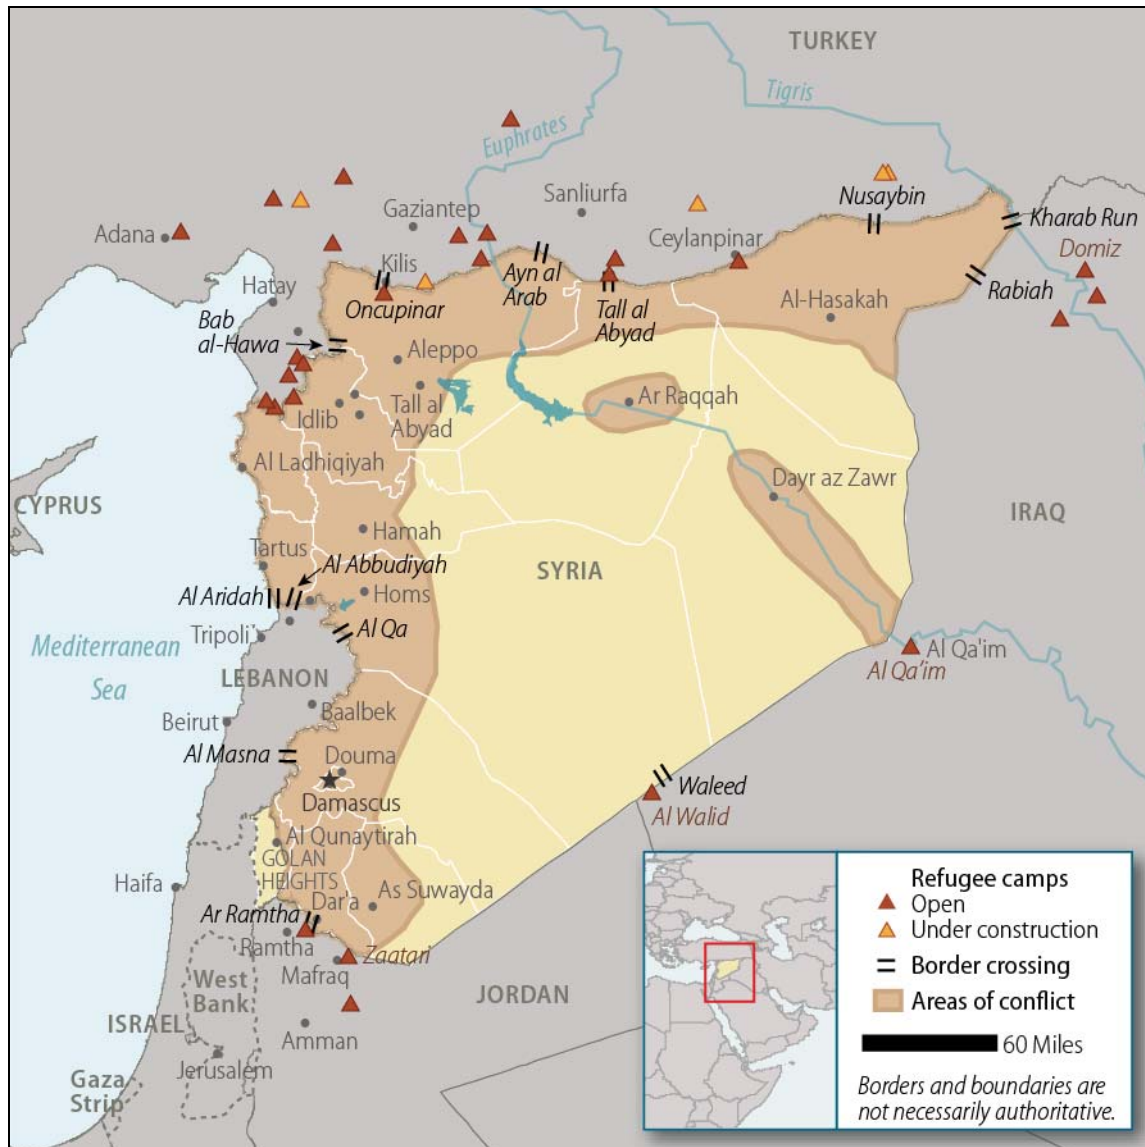 TURKEY
Tigris
Euphrates
Sanliurfa
Nusaybin
Gaziantep
Adana
Kharab Run
Ceylanpinar
Domiz
Kilis
Ayn al
Arab
Hatay
Oncupinar
Tall al
Abyad
Rabiah
Al-Hasakah
Bab
al-Hawa
Aleppo
Idlib
Tall al
Abyad
Ar Raqqah
Al Ladhiqiyah
Dayr az Zawr
CYPRUS
IRAQ
Hamah
Tartus
Al Abbudiyah
SYRIA
Al Aridah
Homs
Tripoli
Al Qa
Mediterranean
Sea
LEBANON
Al Qa'im
Al Qa'im
Baalbek
Beirut
Al Masna
Douma
Damascus
Waleed
Al Walid
Al Qunaytirah
GOLAN
HEIGHTS
Haifa
As Suwayda
Dar'a
Ar Ramtha
Ramtha
Zaatari
Mafraq
West
Bank
JORDAN
ISRAEL
Amman
Jerusalem
Gaza
Strip
Refugee camps
Open
Under construction
Border crossing
Areas of conflict
60 Miles
Borders and boundaries are
not necessarily authoritative.